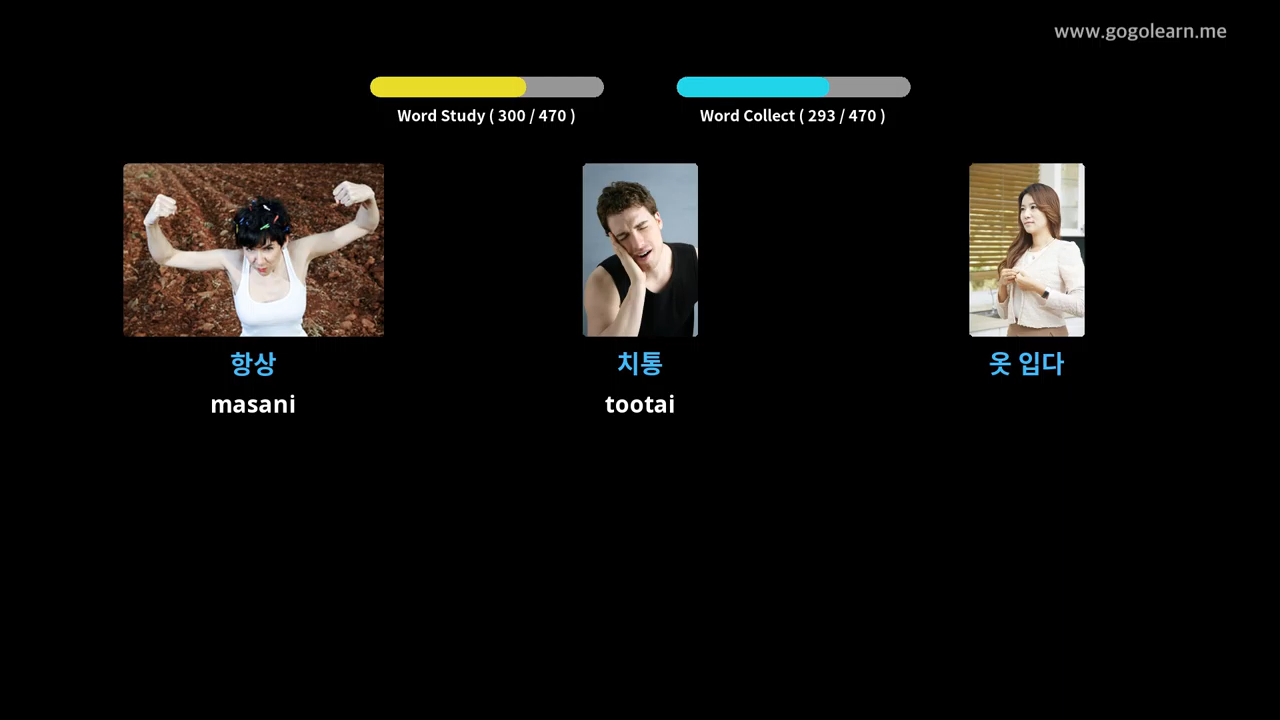 www.gogolearn.me
Word Study ( 300 / 470 )
Word Collect ( 293 / 470 )
항상
치통
옷 입다
masani
tootai